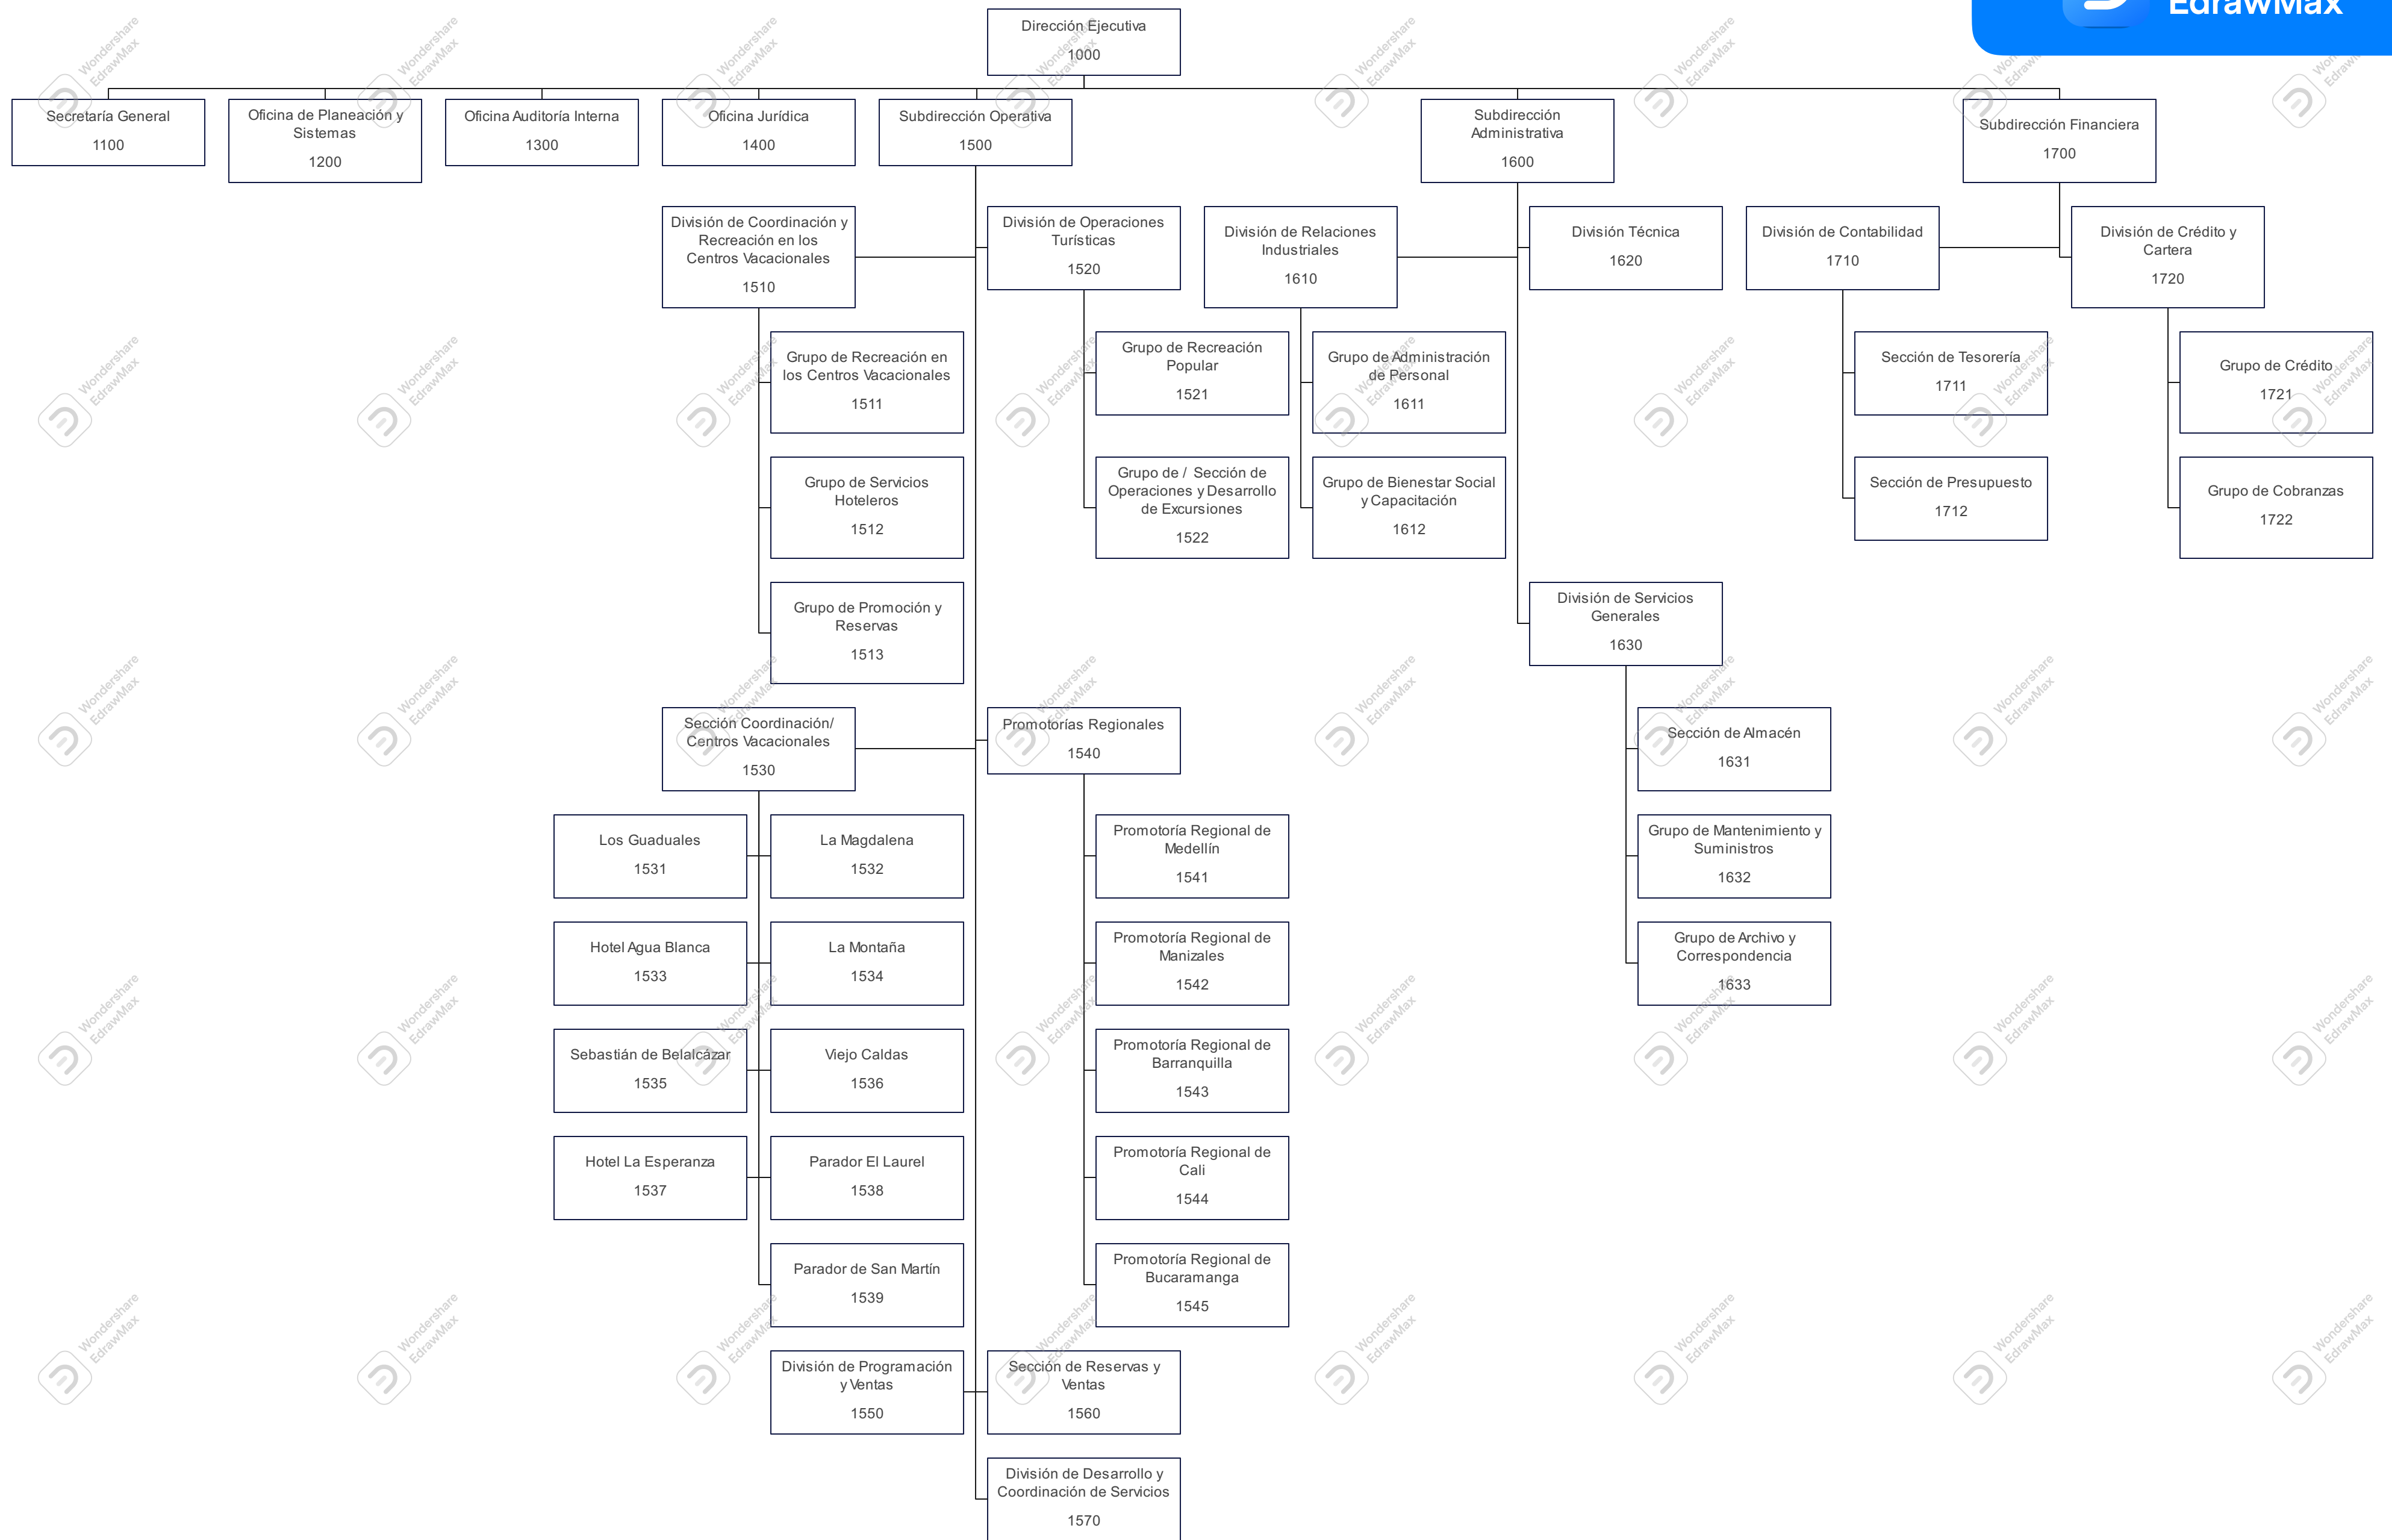 EdrawMax
Dirección Ejecutiva
1000
Secretaría General
1100
Oficina de Planeación y
Sistemas
1200
Oficina Auditoría Interna
1300
Oficina Jurídica
1400
Subdirección Operativa
1500
Subdirección
Administrativa
1600
Subdirección Financiera
1700
División de Coordinación y
Recreación en los
Centros Vacacionales
1510
División de Operaciones
Turísticas
1520
División de Relaciones
Industriales
1610
División Técnica
1620
División de Contabilidad
1710
División de Crédito y
Cartera
1720
Grupo de Recreación en
los Centros Vacacionales
1511
Grupo de Recreación
Popular
1521
Grupo de Administración
de Personal
1611
Sección de Tesorería
1711
Grupo de Crédito
1721
Grupo de Servicios
Hoteleros
1512
Grupo de / Sección de
Operaciones y Desarrollo
de Excursiones
1522
Grupo de Bienestar Social
y Capacitación
1612
Sección de Presupuesto
1712
Grupo de Cobranzas
1722
Grupo de Promoción y
Reservas
1513
División de Servicios
Generales
1630
Sección Coordinación/
Centros Vacacionales
1530
Promotorías Regionales
1540
Sección de Almacén
1631
Los Guaduales
1531
La Magdalena
1532
Promotoría Regional de
Medellín
1541
Grupo de Mantenimiento y
Suministros
1632
Hotel Agua Blanca
1533
La Montaña
1534
Promotoría Regional de
Manizales
1542
Grupo de Archivo y
Correspondencia
1633
Sebastián de Belalcázar
1535
Viejo Caldas
1536
Promotoría Regional de
Barranquilla
1543
Hotel La Esperanza
1537
Parador El Laurel
1538
Promotoría Regional de
Cali
1544
Parador de San Martín
1539
Promotoría Regional de
Bucaramanga
1545
División de Programación
y Ventas
1550
Sección de Reservas y
Ventas
1560
División de Desarrollo y
Coordinación de Servicios
1570
Wondershare
EdrawMax